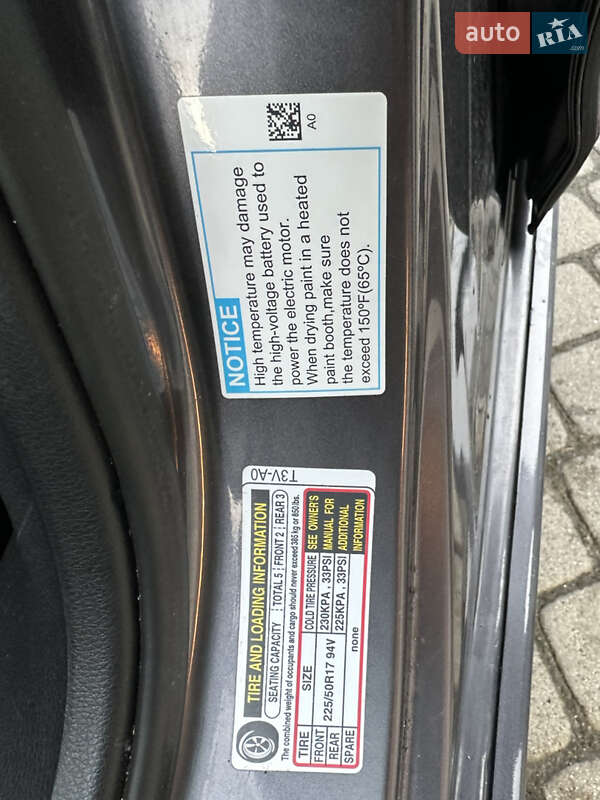 auto RIA.com
A0
NOTICE
High temperature may damage
the high-voltage battery used to
power the electric motor.
When drying paint in a heated
paint booth,make sure
the temperature does not
exceed 150°F(65°C).
T3V-A0
TIRE AND LOADING INFORMATION
SEATING CAPACITY TOTAL 5 FRONT 2 REAR 3
The combined weight of occupants and cargo should never exceed 385 kg or 850 lbs.
TIRE SIZE COLD TIRE PRESSURE SEE OWNER'S
FRONT 225/50R17 94V 230KPA , 33PSI MANUAL FOR
REAR 225KPA , 33PSI ADDITIONAL
SPARE none INFORMATION